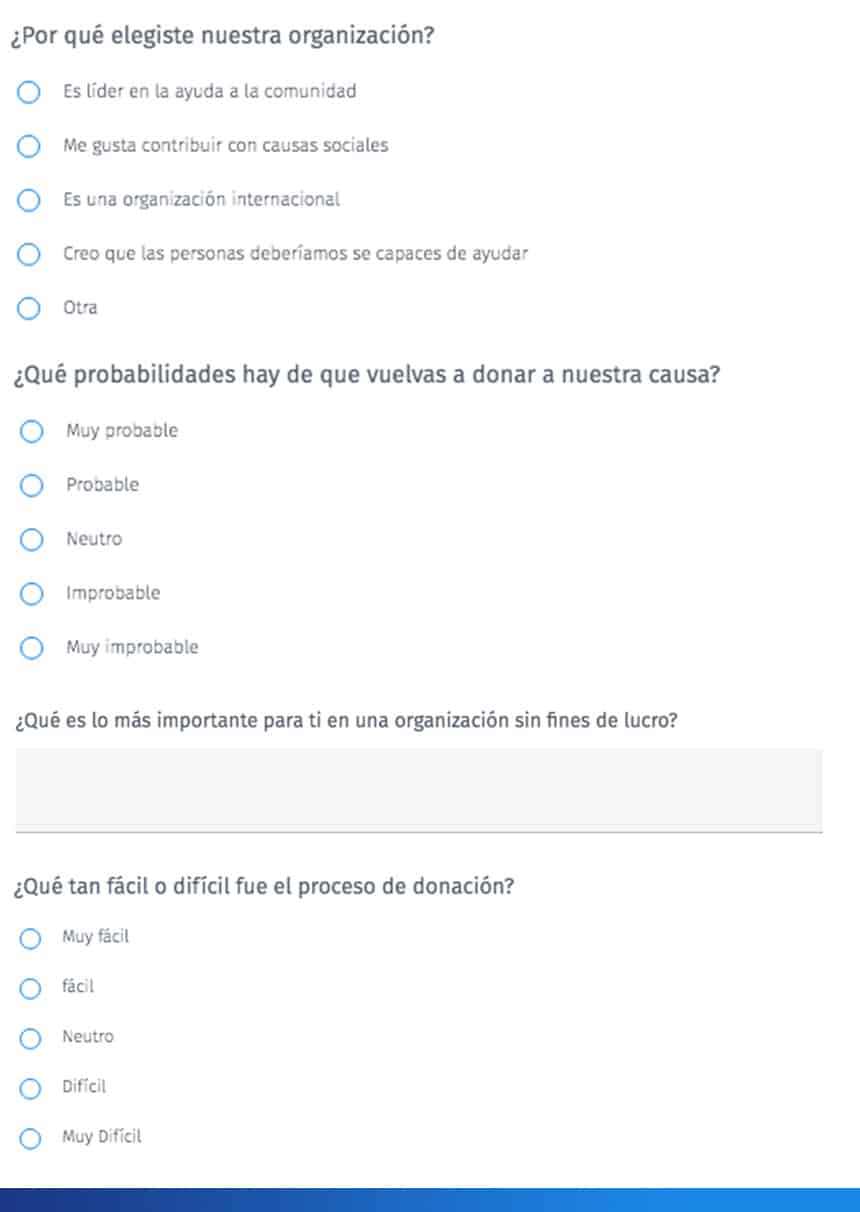 ¿Por qué elegiste nuestra organización?
Es líder en la ayuda a la comunidad
Me gusta contribuir con causas sociales
Es una organización internacional
Creo que las personas deberíamos se capaces de ayudar
Otra
¿Qué probabilidades hay de que vuelvas a donar a nuestra causa?
Muy probable
Probable
Neutro
Improbable
Muy improbable
¿Qué es lo más importante para ti en una organización sin fines de lucro?
¿Qué tan fácil o difícil fue el proceso de donación?
Muy fácil
fácil
Neutro
Difícil
Muy Difícil